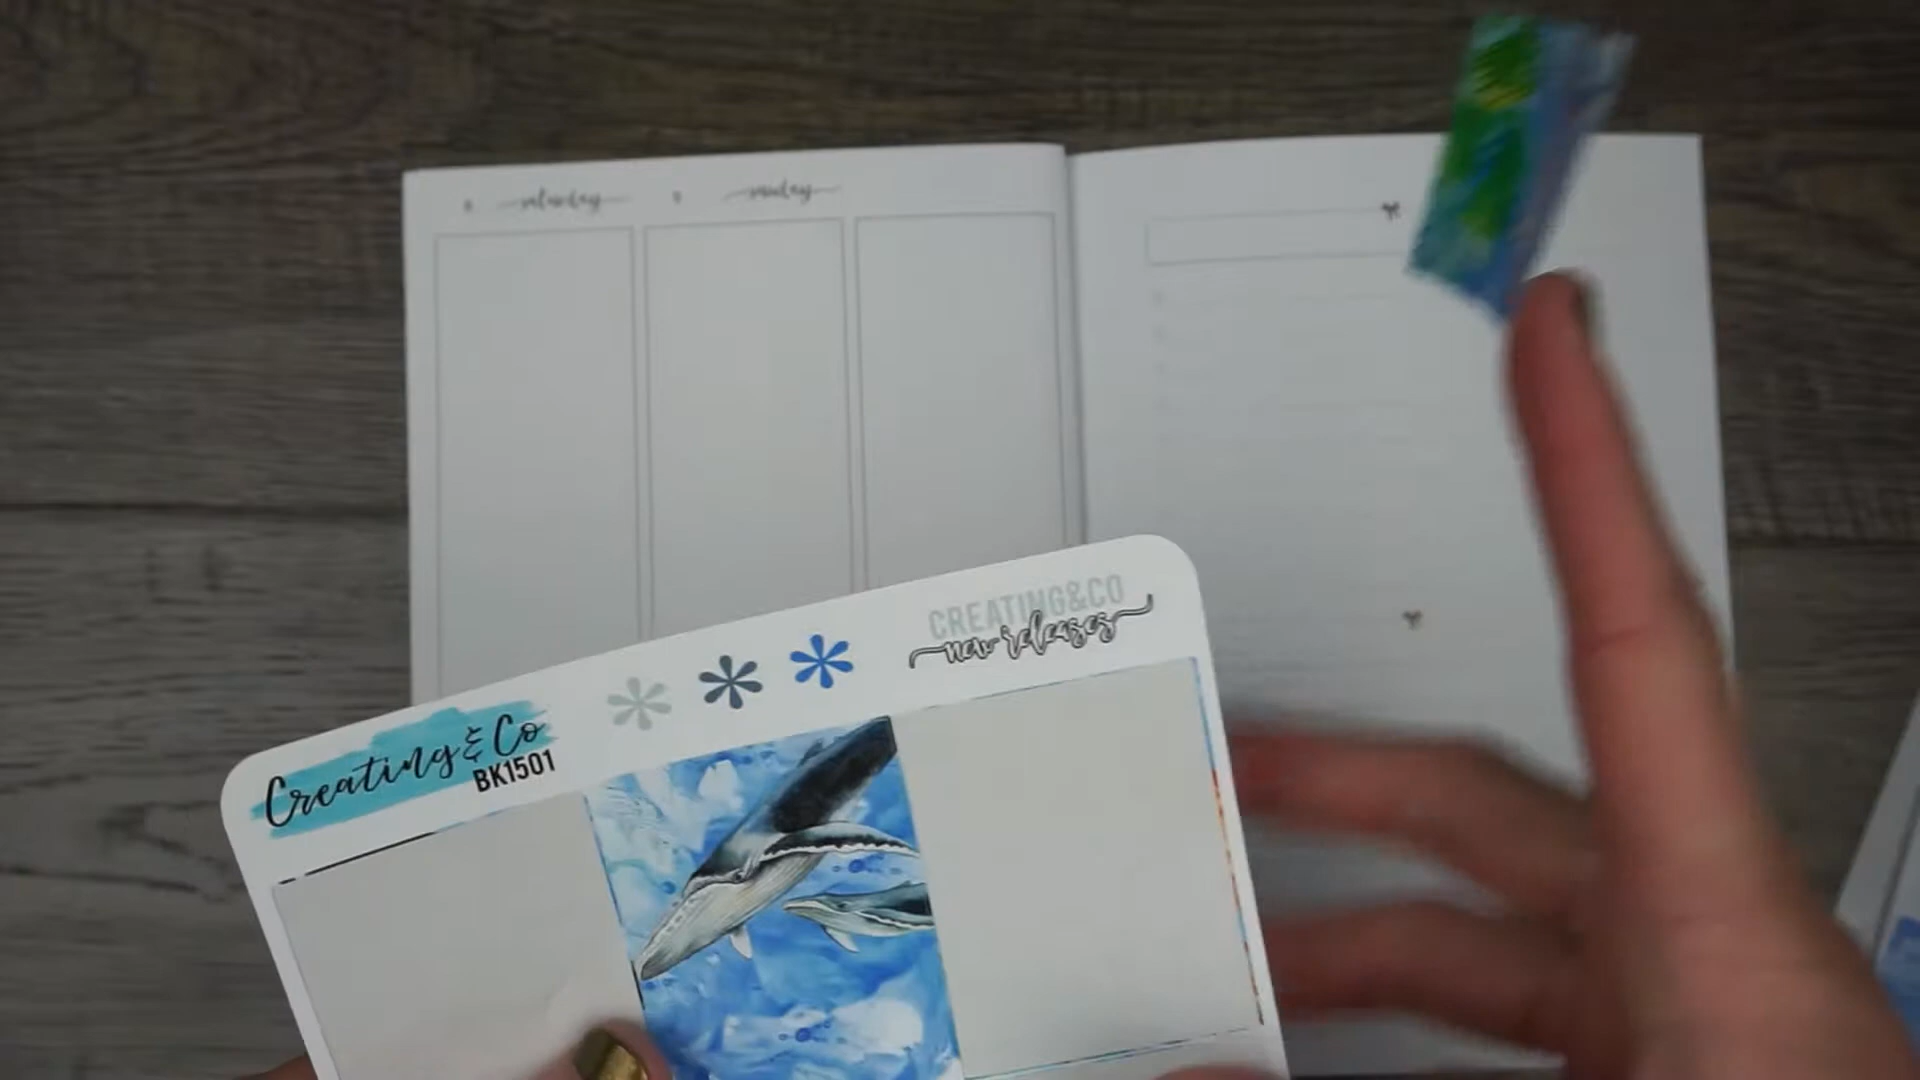 saturday
sunday
CREATING&CO
new releases
Creating & Co
BK1501